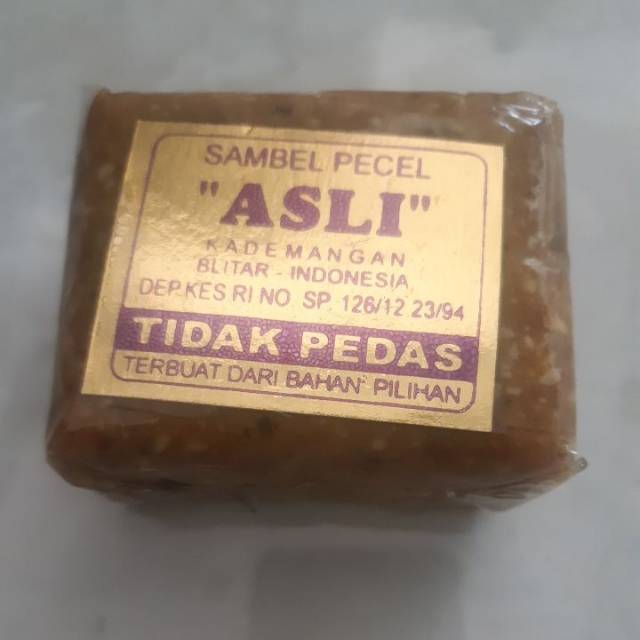 SAMBEL PECEL
"ASLI"
KADEMANGAN
BLITAR - INDONESIA
DEP.KES RI NO SP. 126/12.23/94
TIDAK PEDAS
TERBUAT DARI BAHAN² PILIHAN